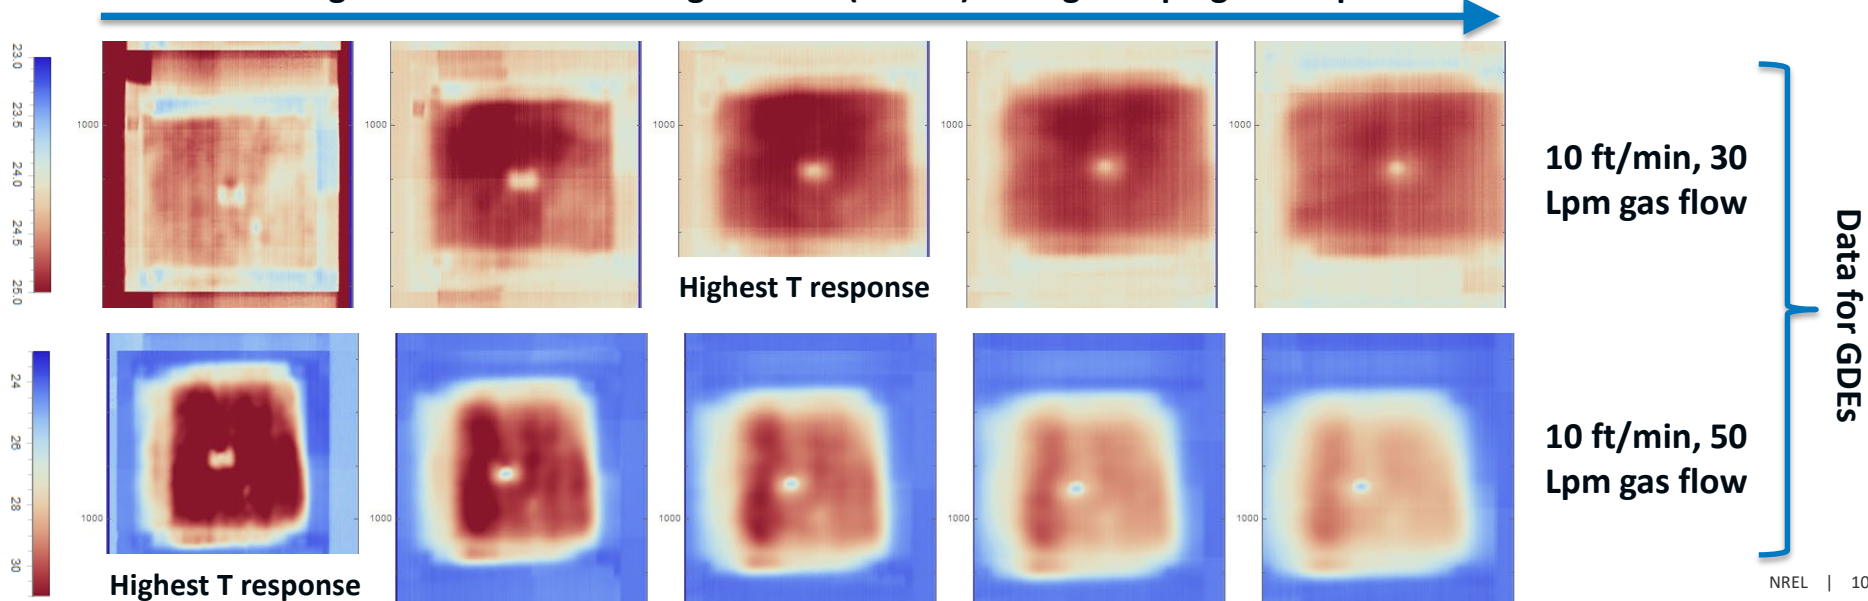 23.0
23.5
24.0
24.5
25.0
1000
1000
1000
1000
1000
10 ft/min, 30
Lpm gas flow
Highest T response
24
26
28
30
1000
1000
1000
1000
1000
10 ft/min, 50
Lpm gas flow
Highest T response
Data for GDEs
NREL | 10